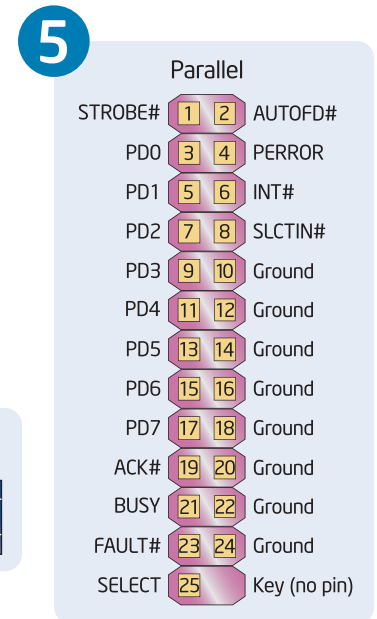 5
Parallel
STROBE# 1 2 AUTOFD#
PD0 3 4 PERROR
PD1 5 6 INT#
PD2 7 8 SLCTIN#
PD3 9 10 Ground
PD4 11 12 Ground
PD5 13 14 Ground
PD6 15 16 Ground
PD7 17 18 Ground
ACK# 19 20 Ground
BUSY 21 22 Ground
FAULT# 23 24 Ground
SELECT 25 Key (no pin)